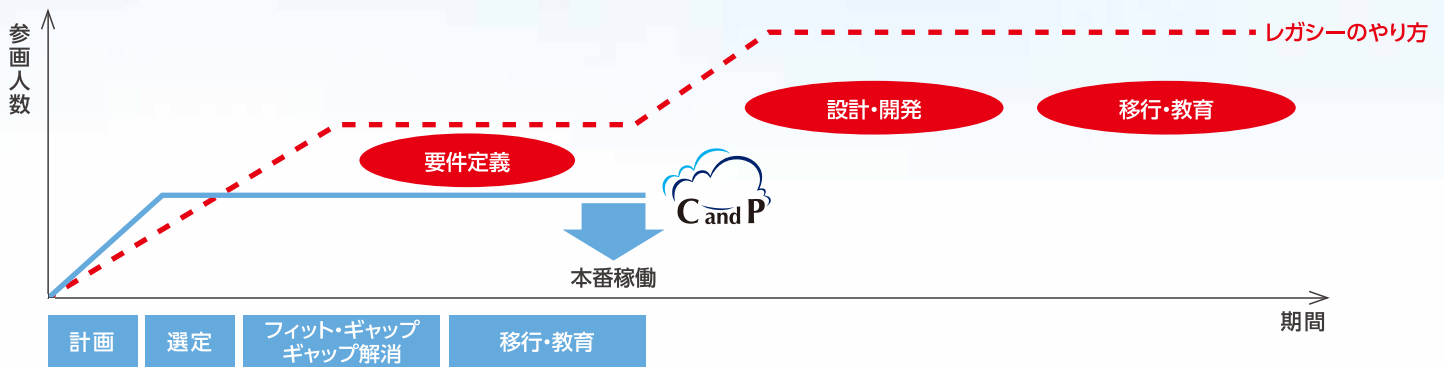 参画人数
レガシーのやり方
設計・開発
移行・教育
要件定義
C and P
本番稼働
期間
計画
選定
フィット・ギャップ
ギャップ解消
移行・教育